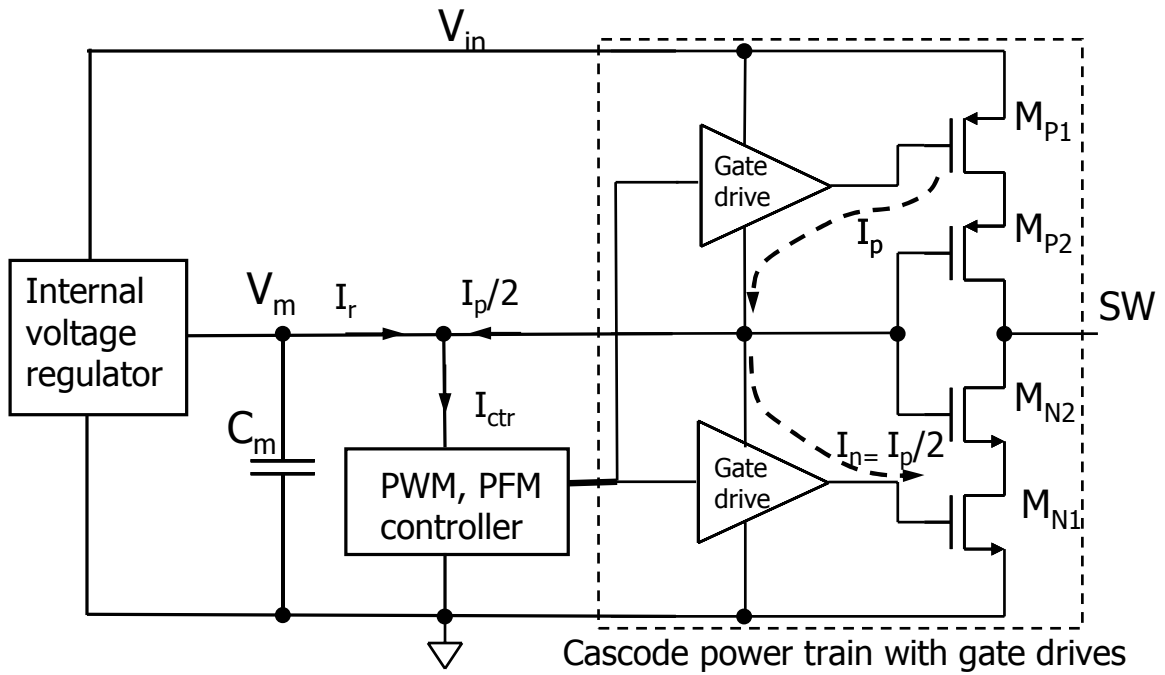 V_in
M_P1
Gate
drive
I_p
M_P2
Internal
voltage
regulator
V_m
I_r
I_p/2
SW
C_m
I_ctr
M_N2
I_n= I_p/2
PWM, PFM
controller
Gate
drive
M_N1
Cascode power train with gate drives